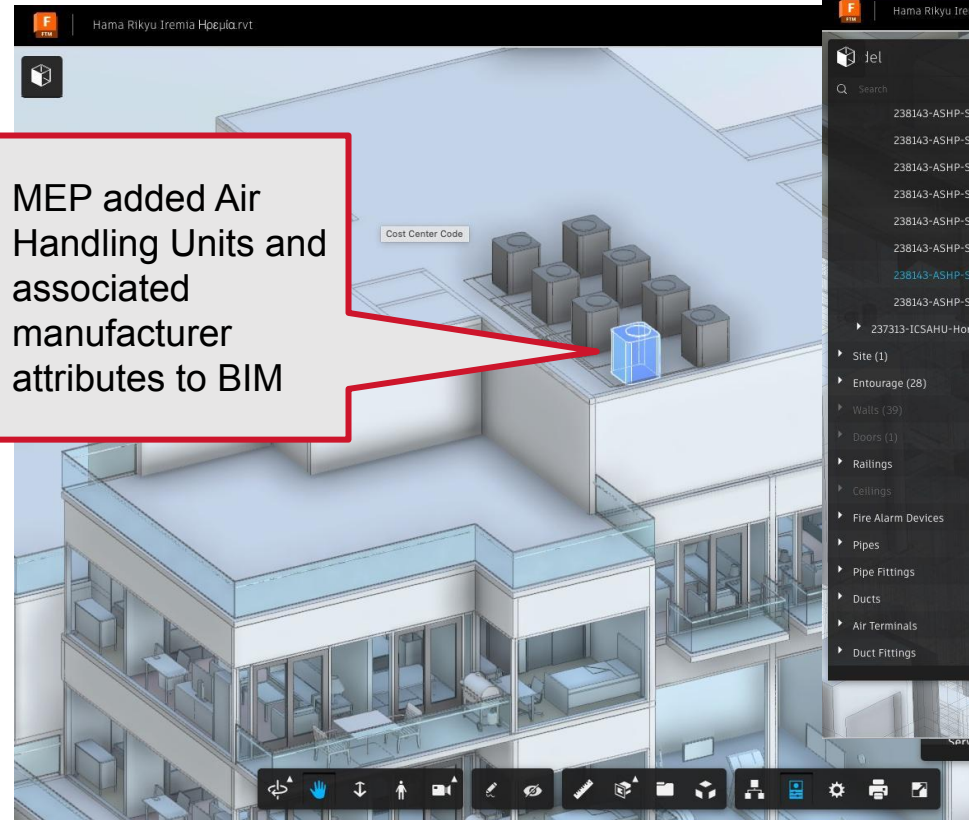 F
FTM
Hama Rikyu Iremia Ηρεμία.rvt
MEP added Air
Handling Units and
associated
manufacturer
attributes to BIM
Cost Center Code
F
FTM
Hama Rikyu Ire
del
Search
238143-ASHP-S
238143-ASHP-S
238143-ASHP-S
238143-ASHP-S
238143-ASHP-S
238143-ASHP-S
238143-ASHP-S
238143-ASHP-S
237313-ICSAHU-Hor
Site (1)
Entourage (28)
Walls (39)
Doors (1)
Railings
Ceilings
Fire Alarm Devices
Pipes
Pipe Fittings
Ducts
Air Terminals
Duct Fittings
Serv